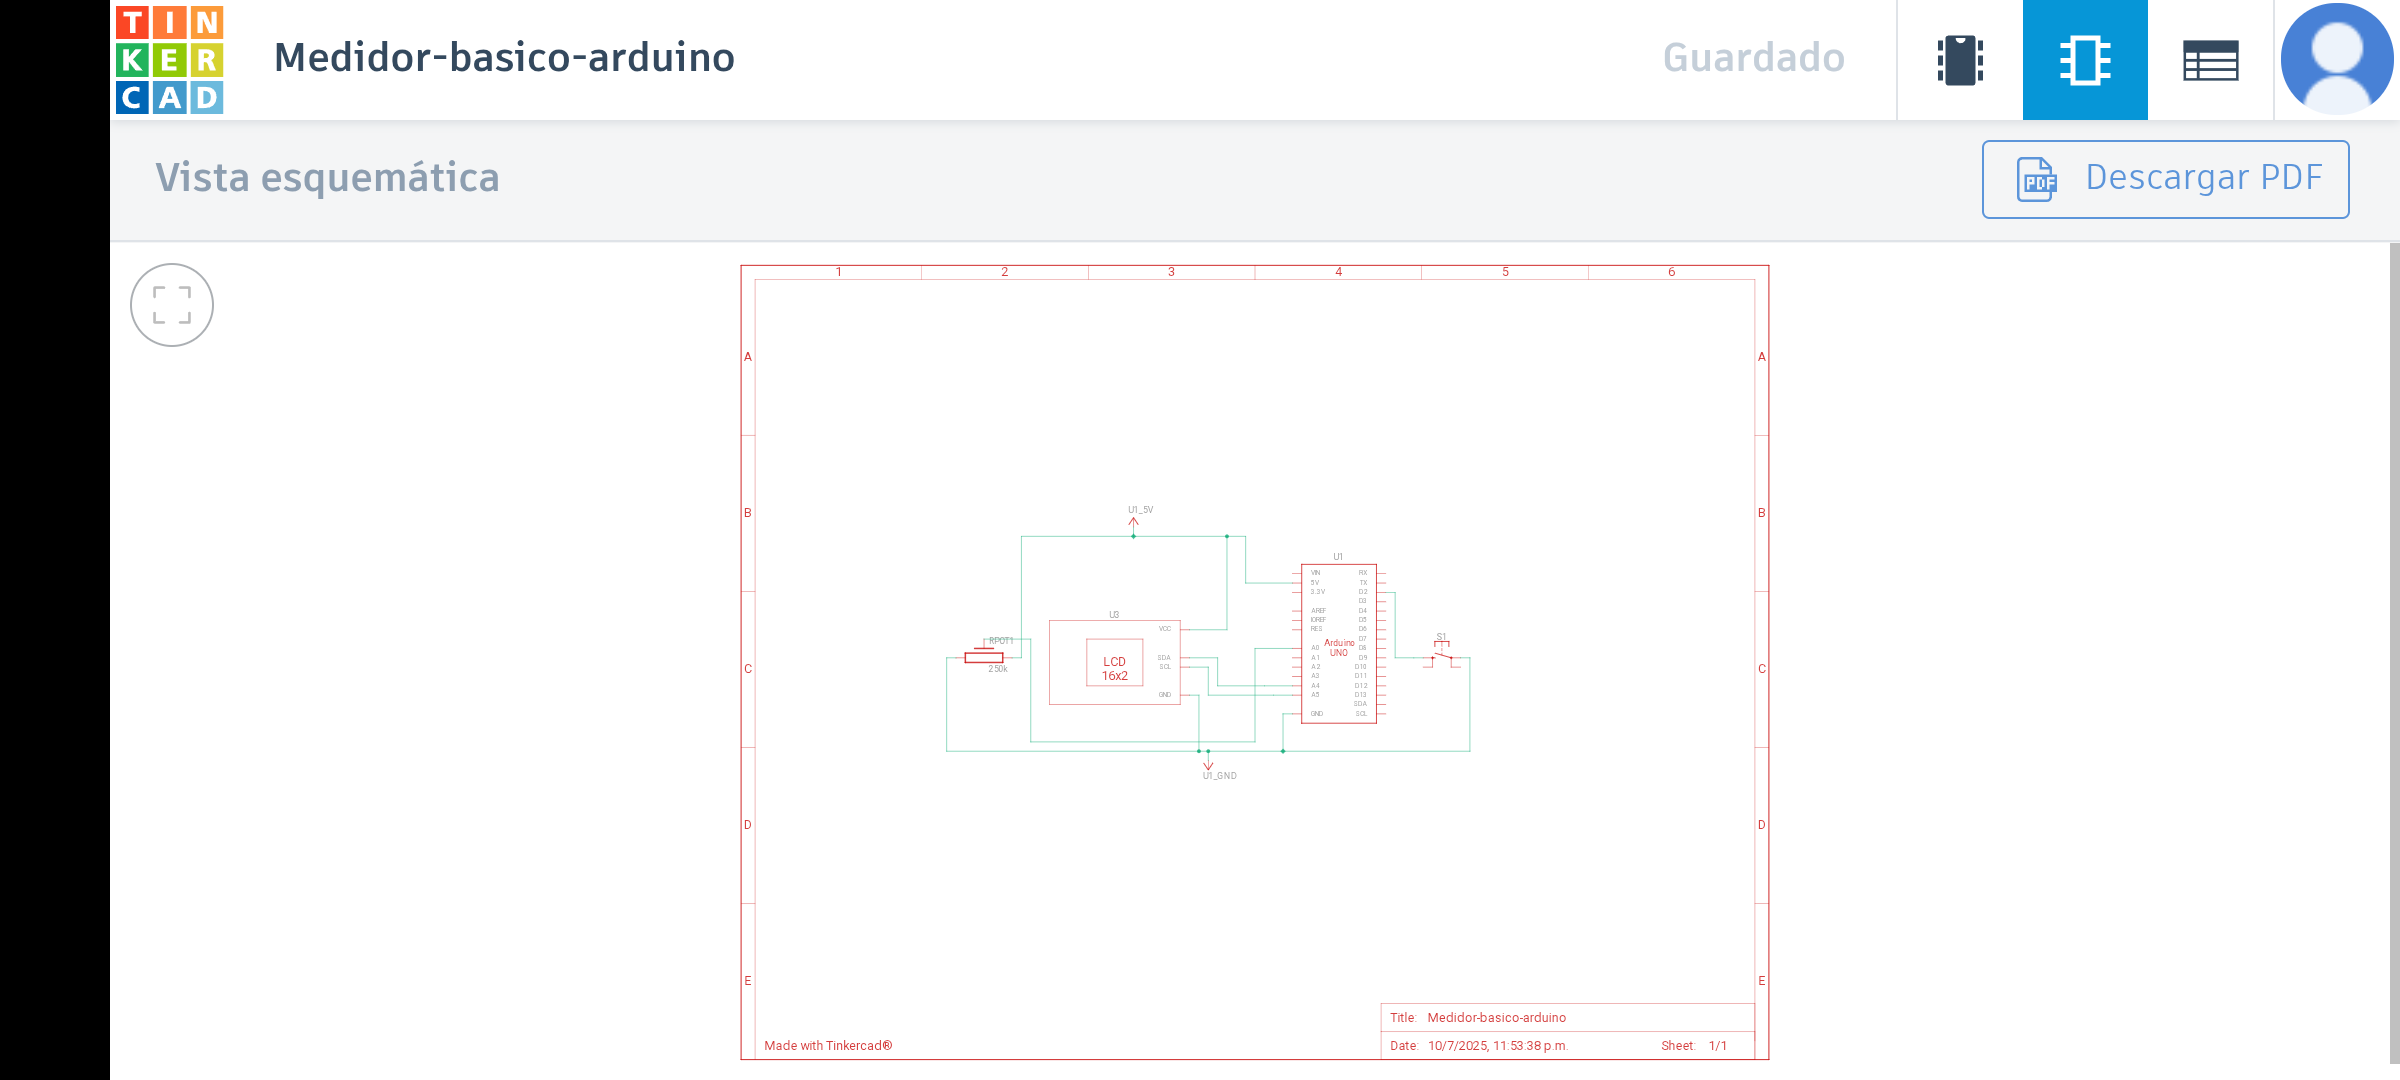 TIN
KER
CAD
Medidor-basico-arduino
Guardado
Vista esquemática
PDF
Descargar PDF
1 2 3 4 5 6
A A
B B
U1_5V
U1
VIN RX
5V TX
3.3V D2
D3
AREF D4
IOREF D5
RES D6
D7
A0 D8
A1 D9
A2 D10
A3 D11
A4 D12
A5 D13
SDA
GND SCL
Arduino
UNO
U3
VCC
SDA
SCL
GND
LCD
16x2
RPOT1
250k
S1
C C
U1_GND
D D
E E
Title: Medidor-basico-arduino
Made with Tinkercad®
Date: 10/7/2025, 11:53:38 p.m. Sheet: 1/1